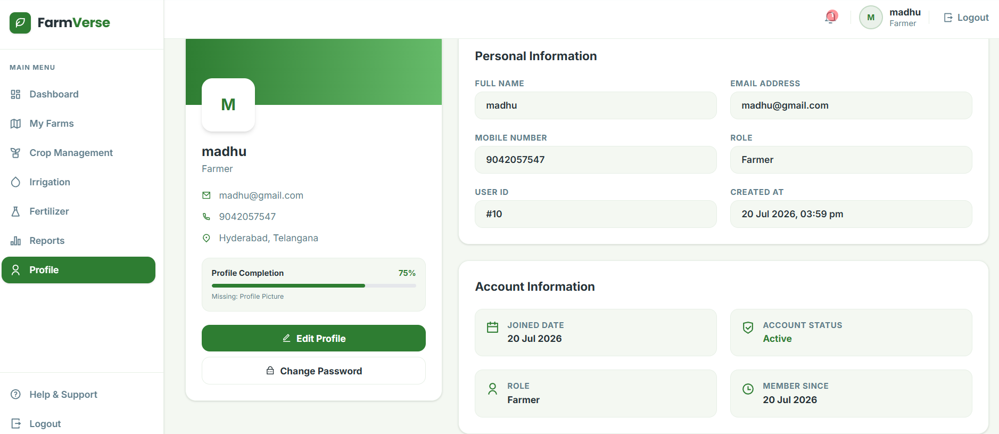 FarmVerse
MAIN MENU
Dashboard
My Farms
Crop Management
Irrigation
Fertilizer
Reports
Profile
Help & Support
Logout
M
madhu
Farmer
Logout
M
madhu
Farmer
madhu@gmail.com
9042057547
Hyderabad, Telangana
Profile Completion 75%
Missing: Profile Picture
Edit Profile
Change Password
Personal Information
FULL NAME
madhu
EMAIL ADDRESS
madhu@gmail.com
MOBILE NUMBER
9042057547
ROLE
Farmer
USER ID
#10
CREATED AT
20 Jul 2026, 03:59 pm
Account Information
JOINED DATE
20 Jul 2026
ACCOUNT STATUS
Active
ROLE
Farmer
MEMBER SINCE
20 Jul 2026